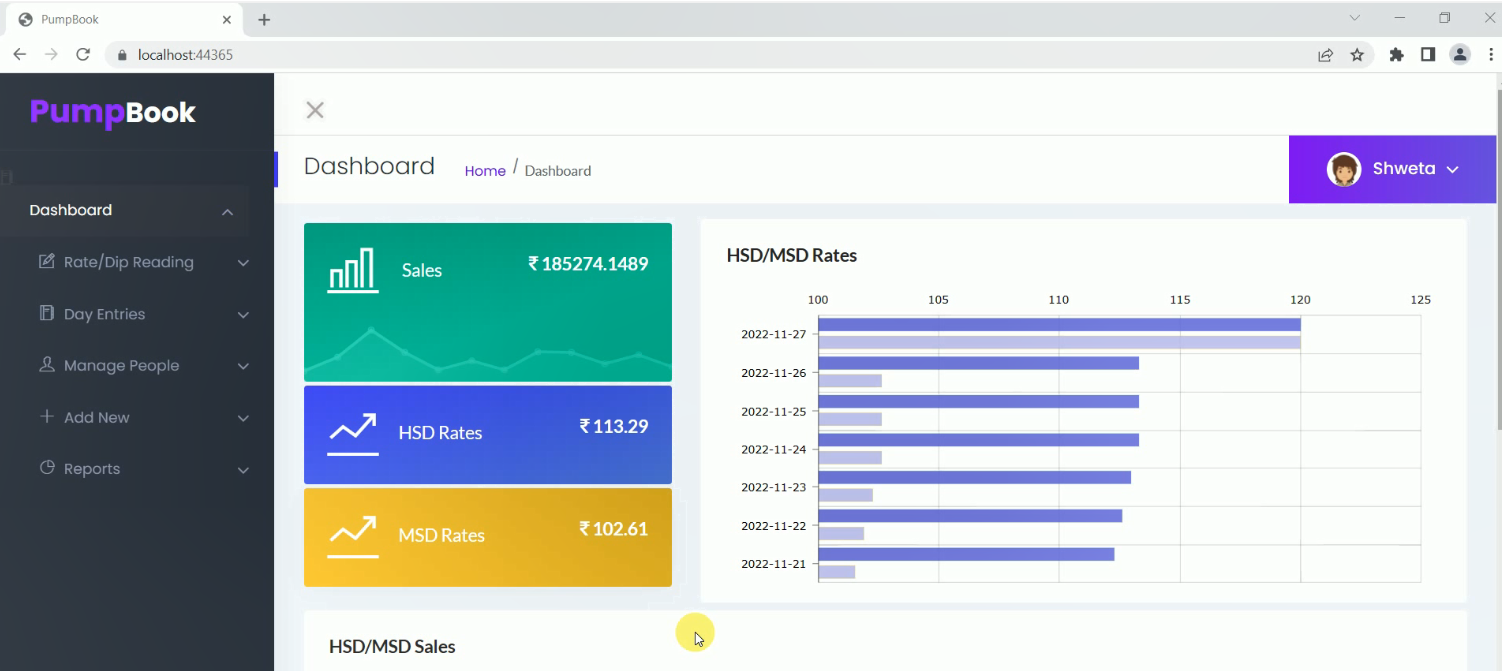 PumpBook
localhost:44365
PumpBook
Dashboard
Home / Dashboard
Shweta
Dashboard
Rate/Dip Reading
Day Entries
Manage People
Add New
Reports
Sales
₹ 185274.1489
HSD Rates
₹ 113.29
MSD Rates
₹ 102.61
HSD/MSD Rates
100 105 110 115 120 125
2022-11-27
2022-11-26
2022-11-25
2022-11-24
2022-11-23
2022-11-22
2022-11-21
HSD/MSD Sales